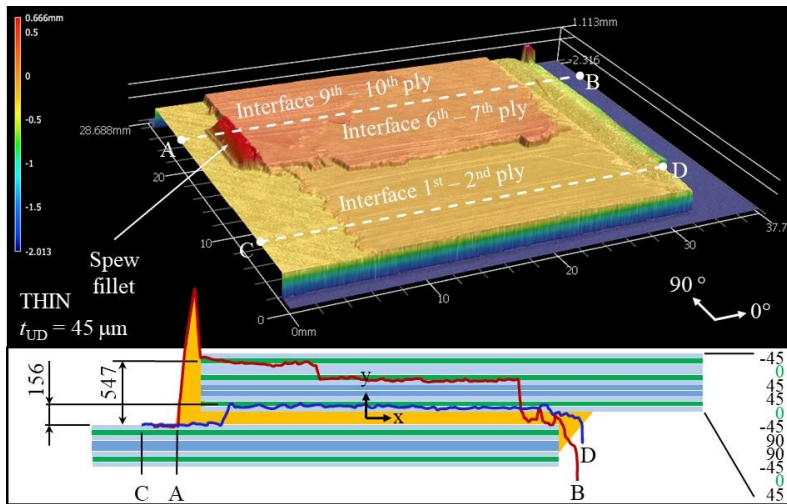 0.666mm
0.5
0
-0.5
-1
-1.5
-2.013
1.113mm
-2.316
B
Interface 9th – 10th ply
28.688mm
Interface 6th – 7th ply
A
20
D
Interface 1st – 2nd ply
10
C
37.7
30
Spew
fillet
20
90 °
0°
THIN
10
tUD = 45 µm
0
0mm
156
547
y
x
-45
0
45
45
0
-45
90
90
-45
0
45
C
A
D
B